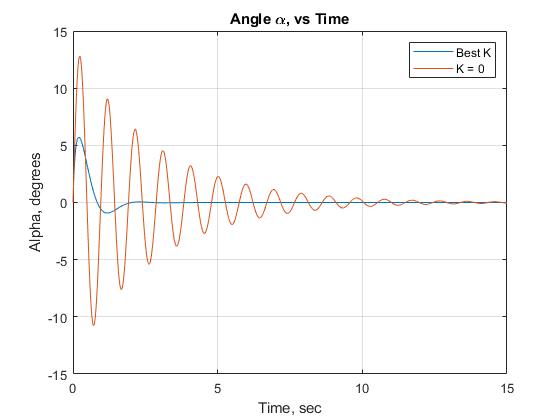 Angle α, vs Time
Best K
K = 0
15
10
5
0
-5
-10
-15
Alpha, degrees
0
5
10
15
Time, sec